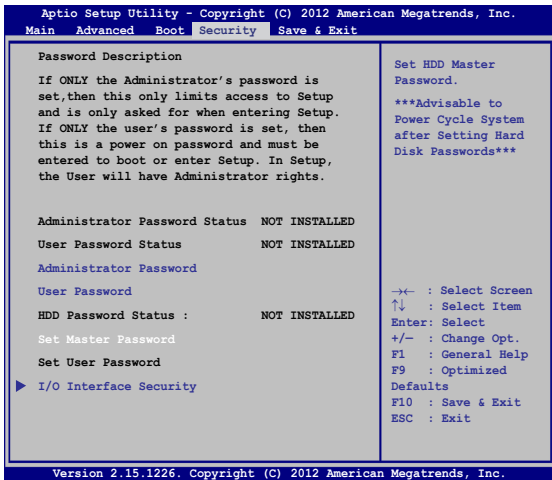 Aptio Setup Utility - Copyright (C) 2012 American Megatrends, Inc.
Main Advanced Boot Security Save & Exit
Password Description
If ONLY the Administrator's password is
set,then this only limits access to Setup
and is only asked for when entering Setup.
If ONLY the user's password is set, then
this is a power on password and must be
entered to boot or enter Setup. In Setup,
the User will have Administrator rights.
Administrator Password Status NOT INSTALLED
User Password Status NOT INSTALLED
Administrator Password
User Password
HDD Password Status : NOT INSTALLED
Set Master Password
Set User Password
I/O Interface Security
Set HDD Master
Password.
***Advisable to
Power Cycle System
after Setting Hard
Disk Passwords***
→← : Select Screen
↑↓ : Select Item
Enter: Select
+/— : Change Opt.
F1 : General Help
F9 : Optimized
Defaults
F10 : Save & Exit
ESC : Exit
Version 2.15.1226. Copyright (C) 2012 American Megatrends, Inc.